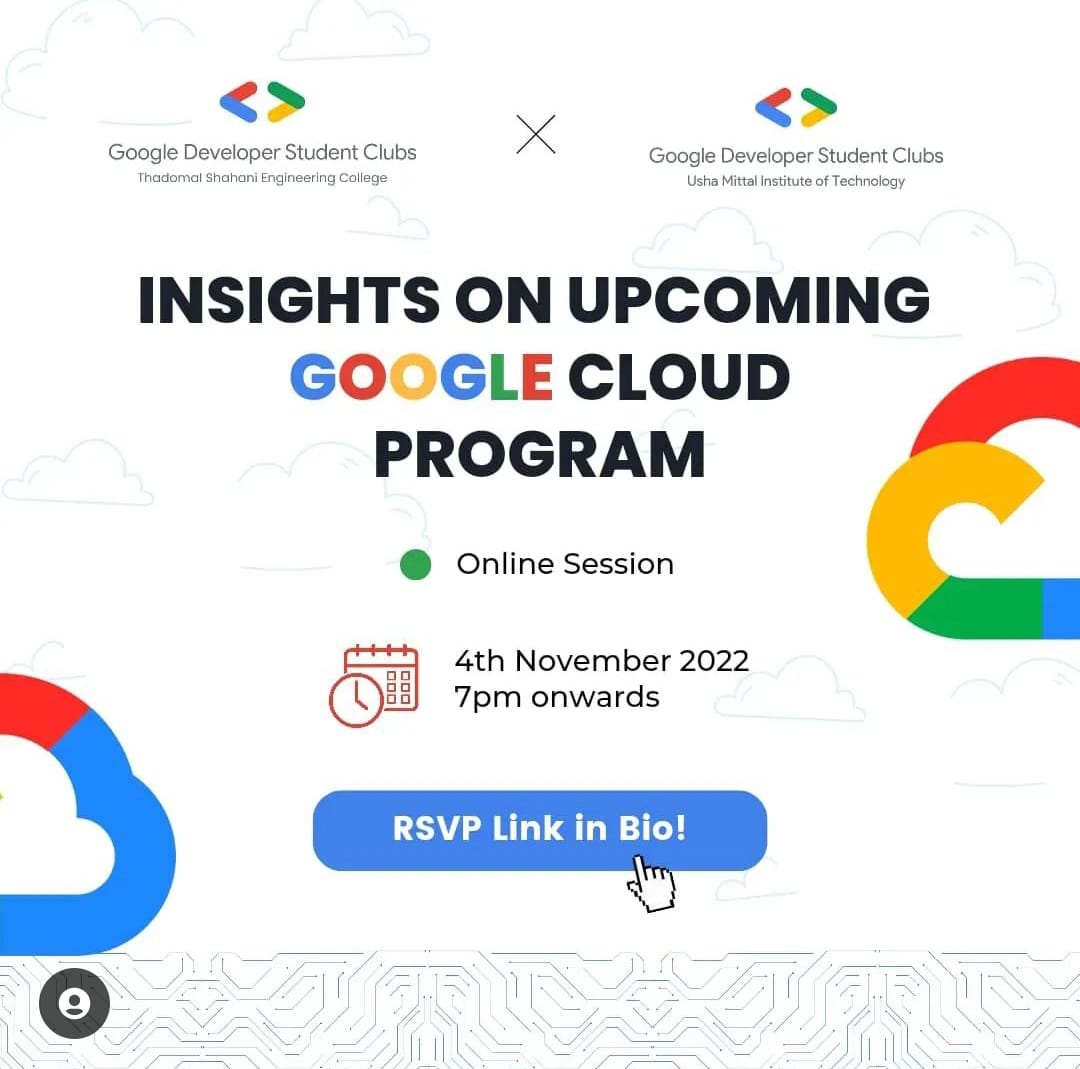 Google Developer Student Clubs
Thadomal Shahani Engineering College
Google Developer Student Clubs
Usha Mittal Institute of Technology
INSIGHTS ON UPCOMING
GOOGLE CLOUD
PROGRAM
Online Session
4th November 2022
7pm onwards
RSVP Link in Bio!